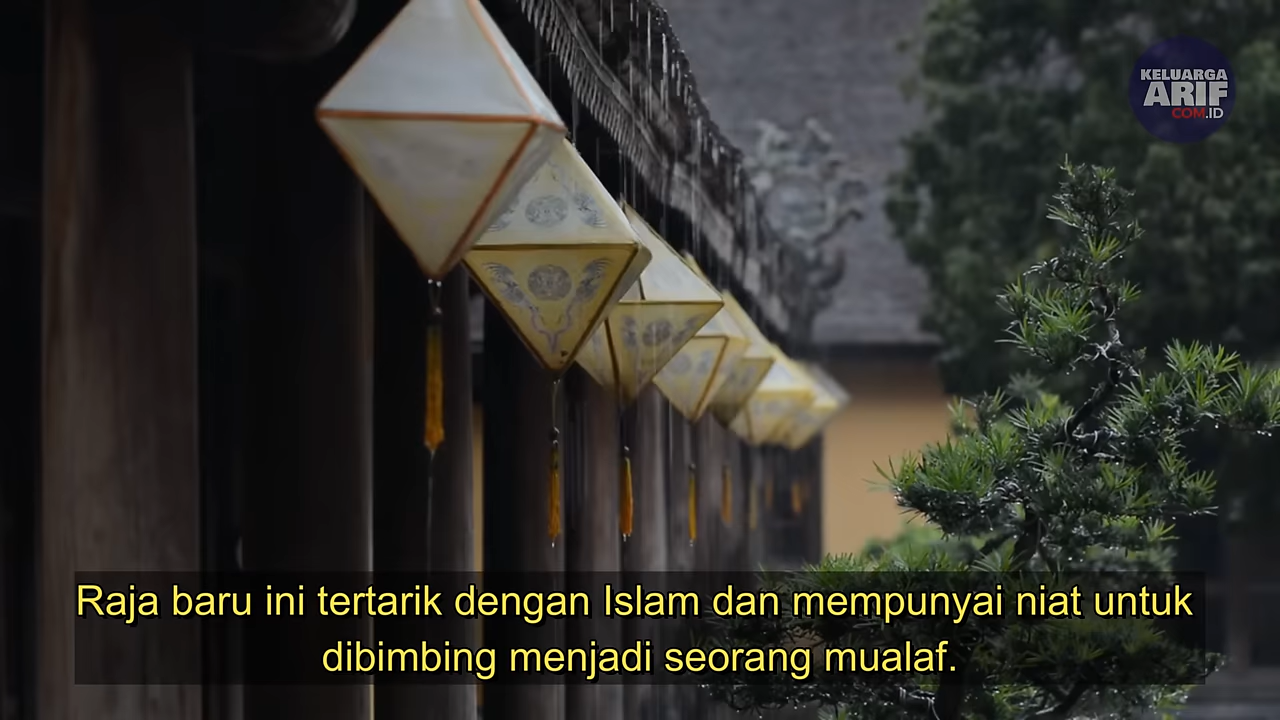 KELUARGA
ARIF
COM.ID
Raja baru ini tertarik dengan Islam dan mempunyai niat untuk
dibimbing menjadi seorang mualaf.